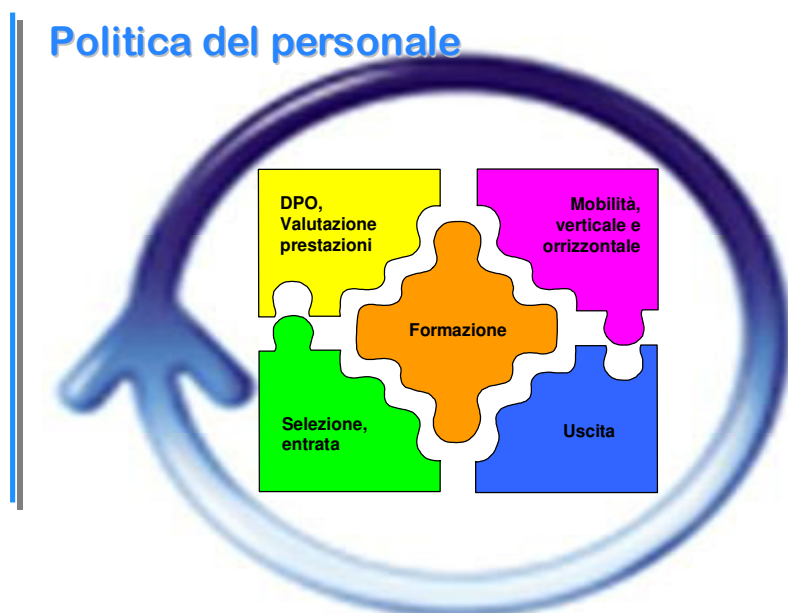 Politica del personale
DPO,
Valutazione
prestazioni
Mobilità,
verticale e
orrizzontale
Formazione
Selezione,
entrata
Uscita